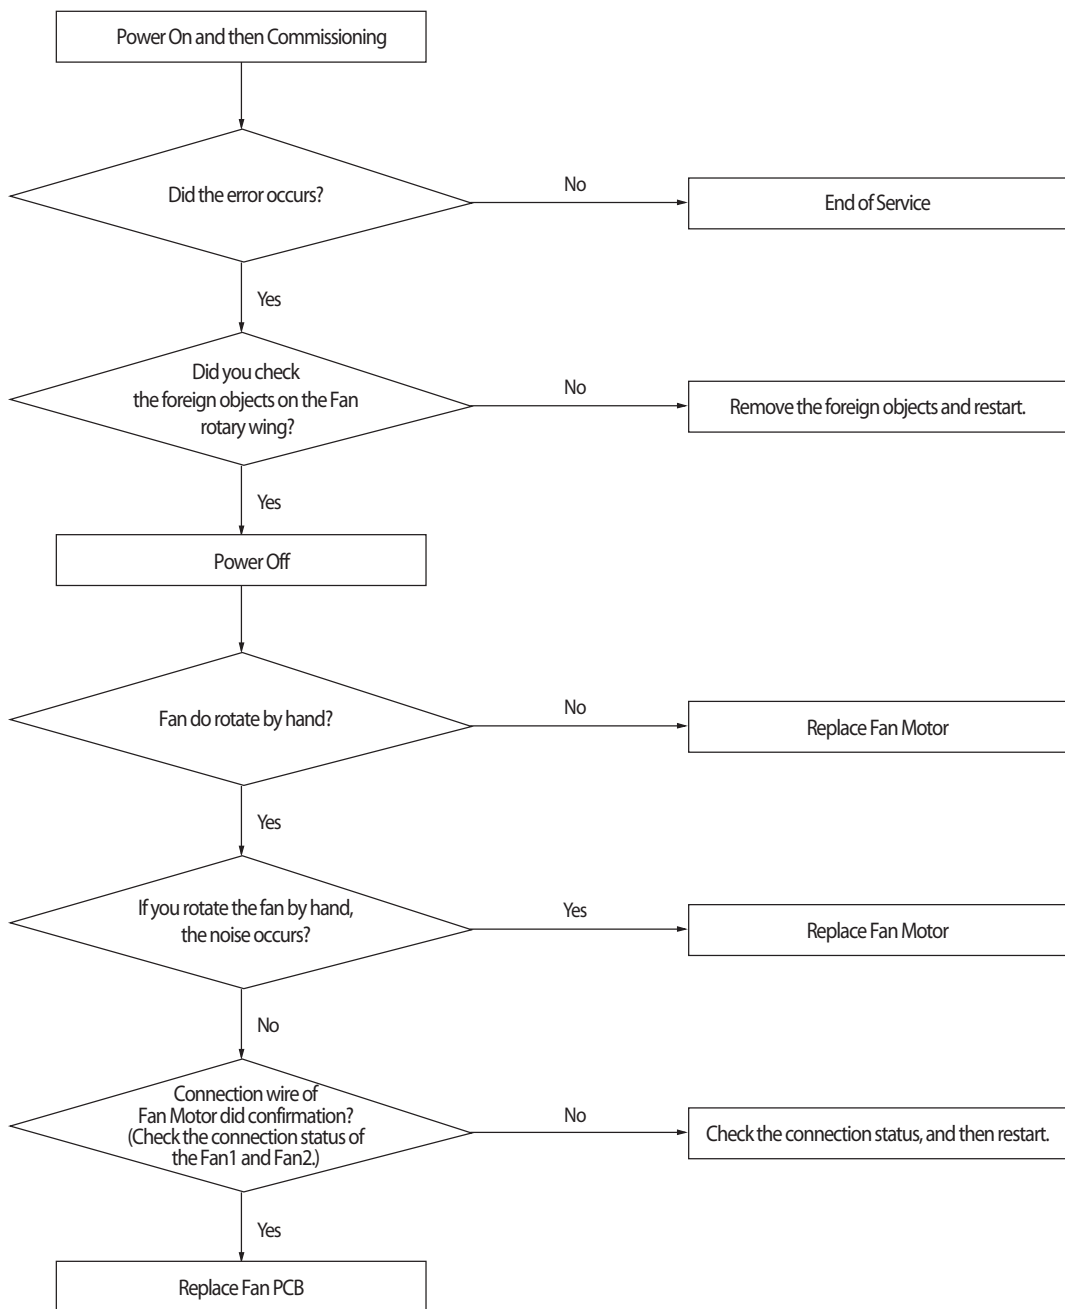 Power On and then Commissioning
Did the error occurs?
No
End of Service
Yes
Did you check
the foreign objects on the Fan
rotary wing?
No
Remove the foreign objects and restart.
Yes
Power Off
Fan do rotate by hand?
No
Replace Fan Motor
Yes
If you rotate the fan by hand,
the noise occurs?
Yes
Replace Fan Motor
No
Connection wire of
Fan Motor did confirmation?
(Check the connection status of
the Fan1 and Fan2.)
No
Check the connection status, and then restart.
Yes
Replace Fan PCB